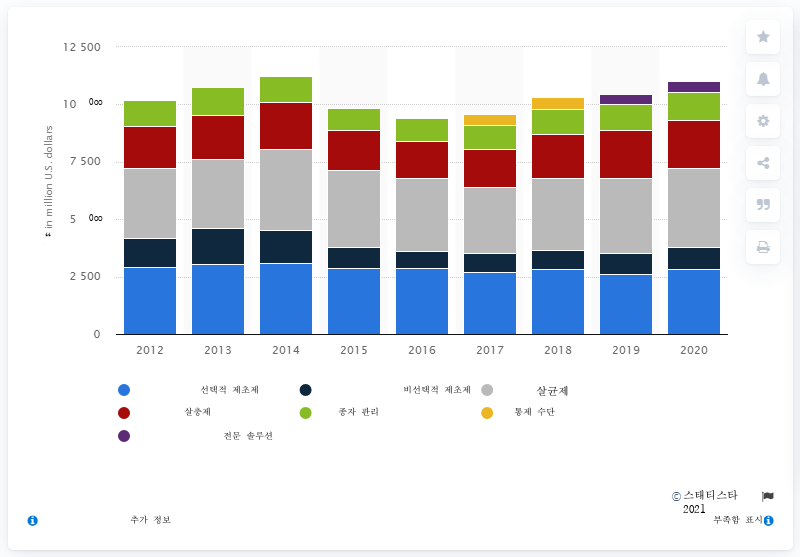 12 500
10 000
7 500
5 000
2 500
0
in million U.S. dollars
2012 2013 2014 2015 2016 2017 2018 2019 2020
선택적 제초제 비선택적 제초제 살균제
살충제 종자 관리 통제 수단
전문 솔루션
© 스태티스타
2021
추가 정보 부족함 표시